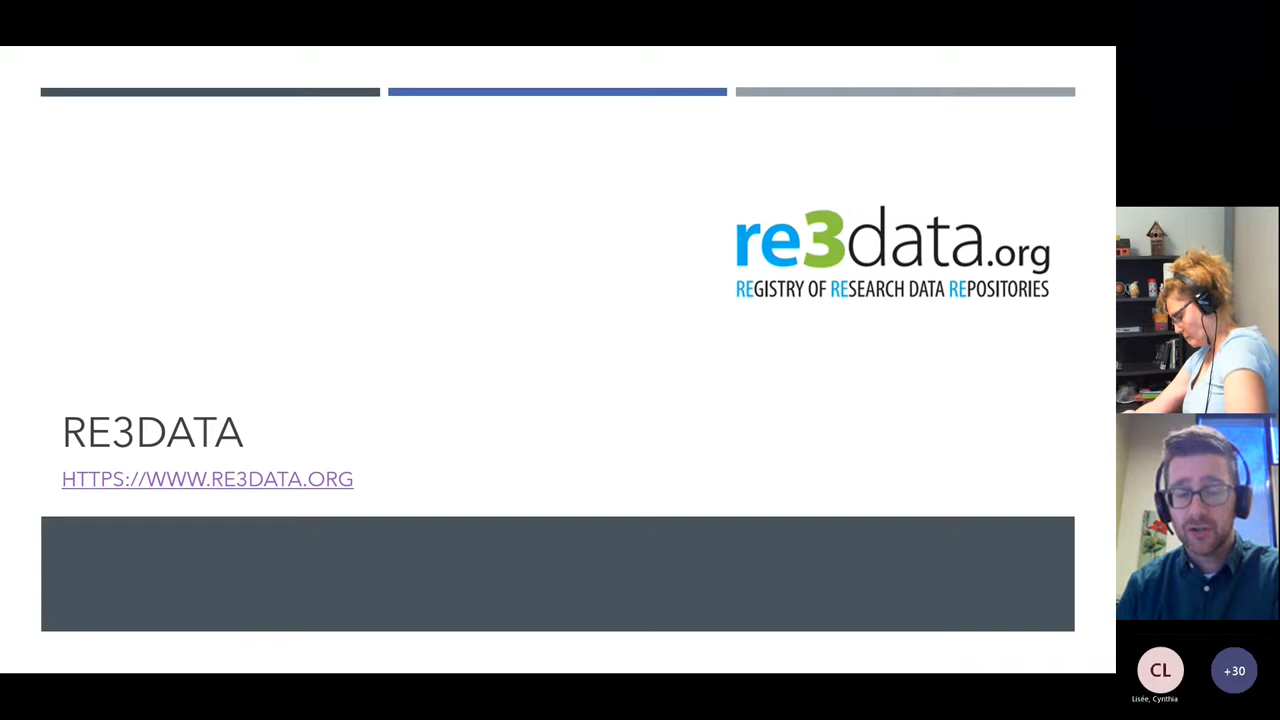 re3data.org
REGISTRY OF RESEARCH DATA REPOSITORIES
RE3DATA
HTTPS://WWW.RE3DATA.ORG
CL
+30
Lisée, Cynthia